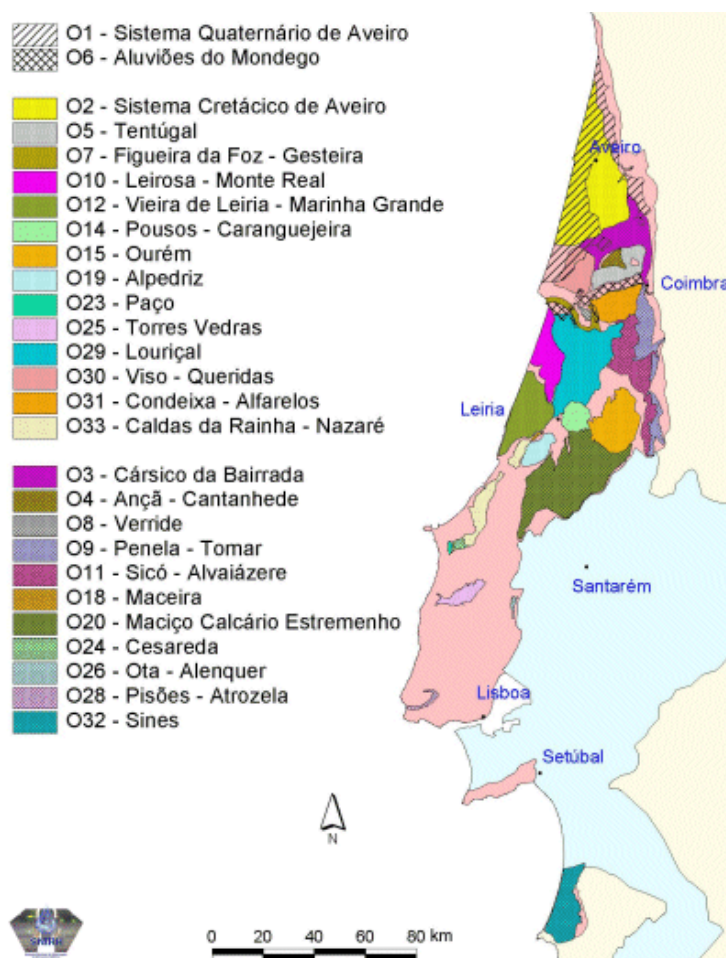 O1 - Sistema Quaternário de Aveiro
O6 - Aluviões do Mondego
O2 - Sistema Cretácico de Aveiro
O5 - Tentúgal
O7 - Figueira da Foz - Gesteira
O10 - Leirosa - Monte Real
O12 - Vieira de Leiria - Marinha Grande
O14 - Pousos - Caranguejeira
O15 - Ourém
O19 - Alpedriz
O23 - Paço
O25 - Torres Vedras
O29 - Louriçal
O30 - Viso - Queridas
O31 - Condeixa - Alfarelos
O33 - Caldas da Rainha - Nazaré
O3 - Cársico da Bairrada
O4 - Ançã - Cantanhede
O8 - Verride
O9 - Penela - Tomar
O11 - Sicó - Alvaiázere
O18 - Maceira
O20 - Maciço Calcário Estremenho
O24 - Cesareda
O26 - Ota - Alenquer
O28 - Pisões - Atrozela
O32 - Sines
Aveiro
Coimbra
Leiria
Santarém
Lisboa
Setúbal
N
SNIRH
0 20 40 60 80 km